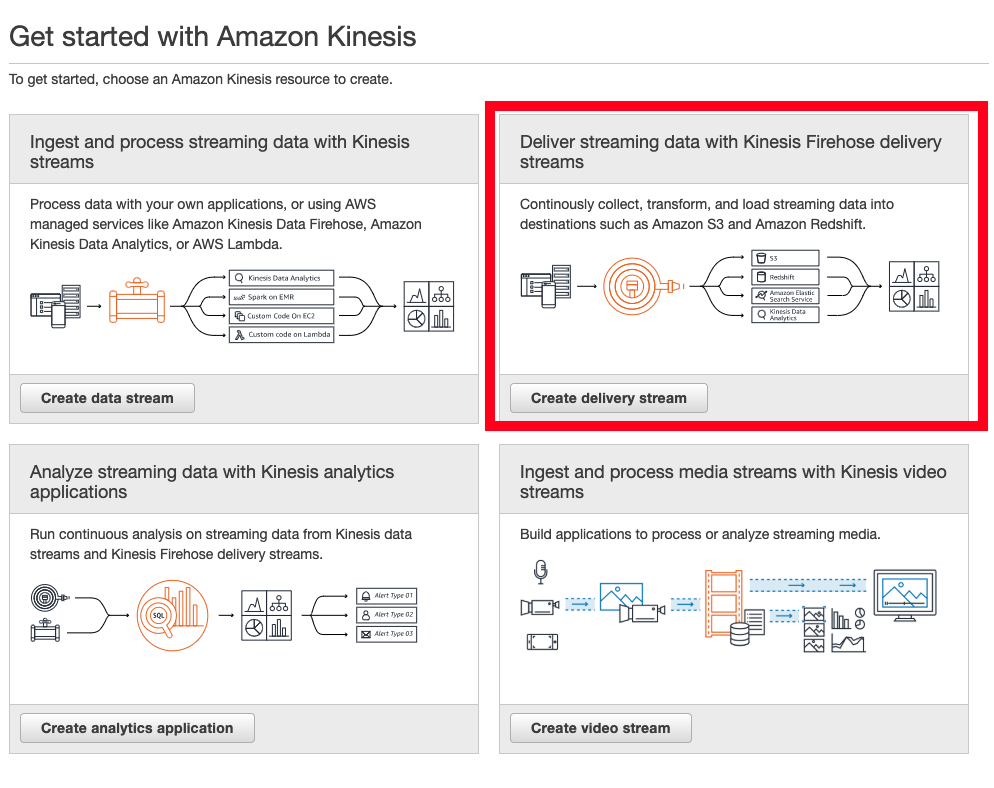 Get started with Amazon Kinesis
To get started, choose an Amazon Kinesis resource to create.
Ingest and process streaming data with Kinesis
streams
Process data with your own applications, or using AWS
managed services like Amazon Kinesis Data Firehose, Amazon
Kinesis Data Analytics, or AWS Lambda.
Kinesis Data Analytics
Spark on EMR
Custom Code On EC2
Custom code on Lambda
Create data stream
Deliver streaming data with Kinesis Firehose delivery
streams
Continously collect, transform, and load streaming data into
destinations such as Amazon S3 and Amazon Redshift.
S3
Redshift
Amazon Elastic
Search Service
Kinesis Data
Analytics
Create delivery stream
Analyze streaming data with Kinesis analytics
applications
Run continuous analysis on streaming data from Kinesis data
streams and Kinesis Firehose delivery streams.
SQL
Alert Type 01
Alert Type 02
Alert Type 03
Create analytics application
Ingest and process media streams with Kinesis video
streams
Build applications to process or analyze streaming media.
Create video stream